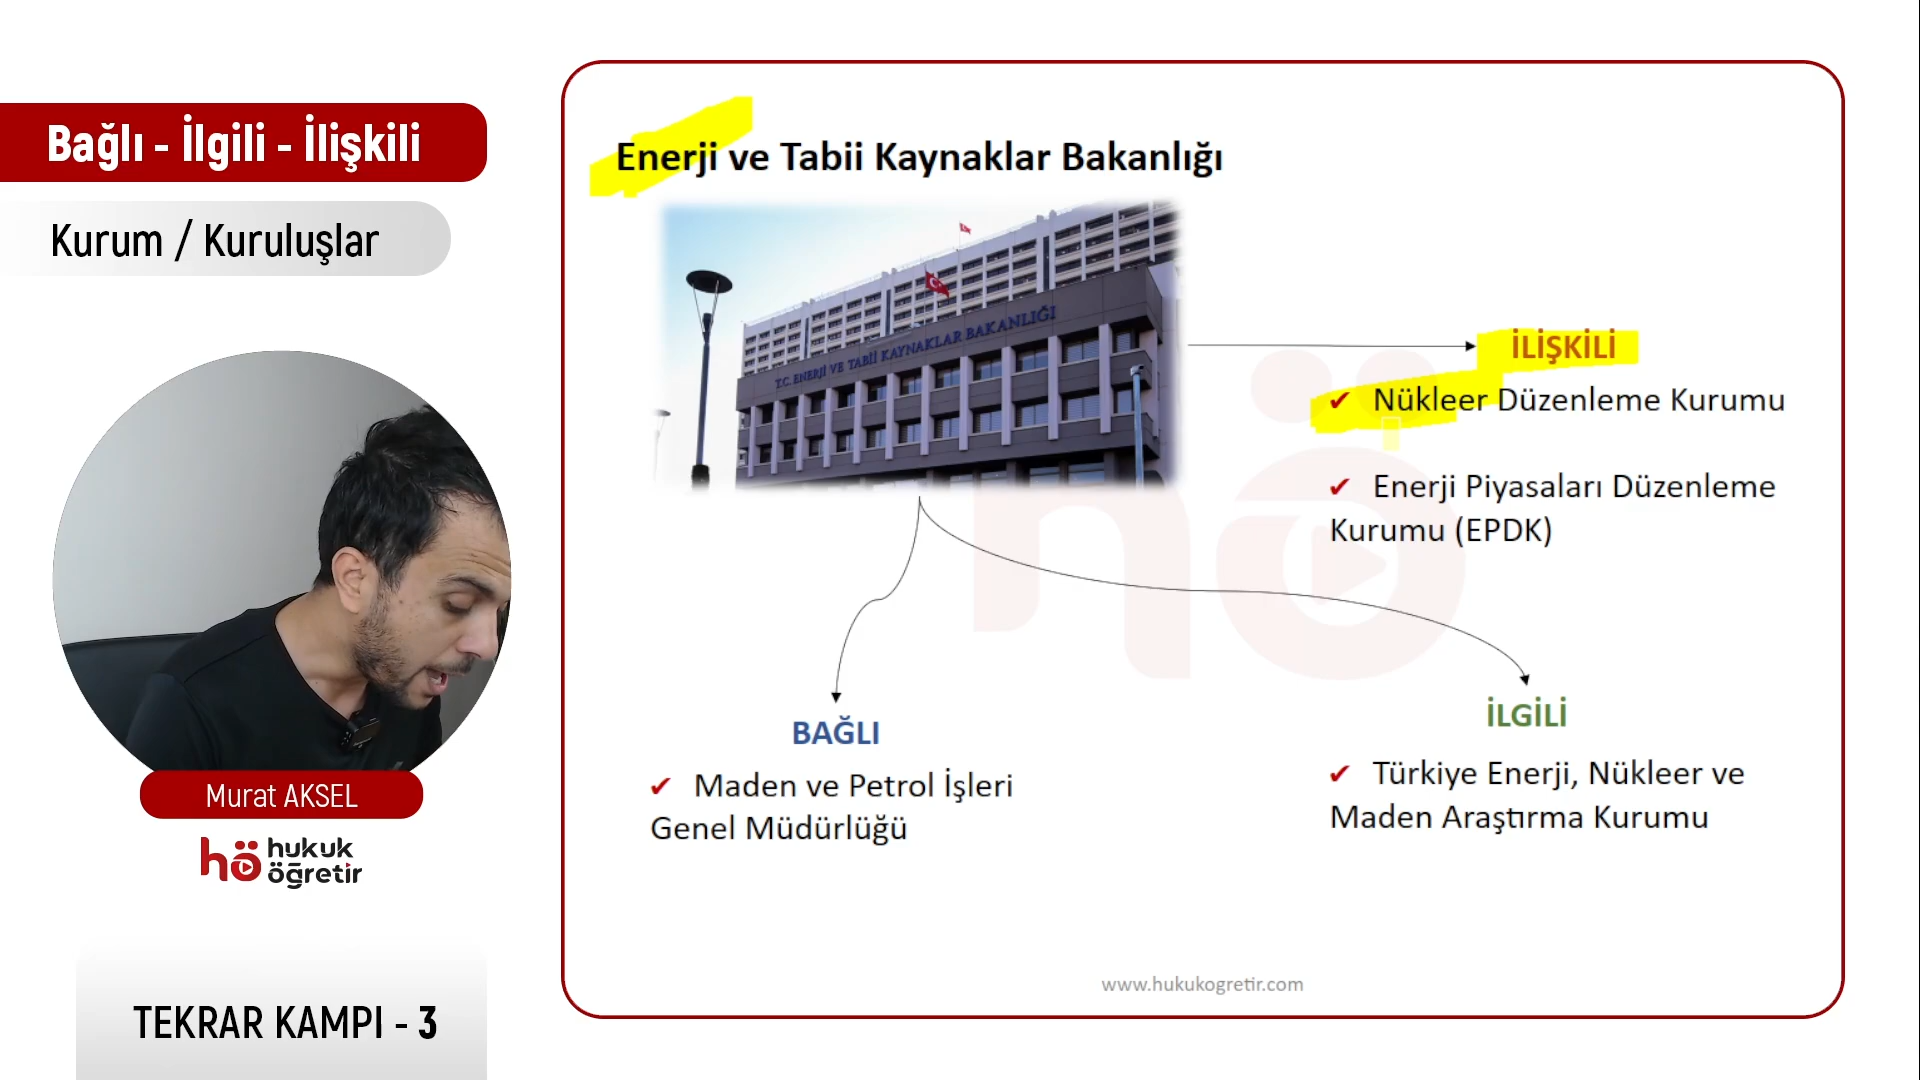 Bağlı - İlgili - İlişkili
Kurum / Kuruluşlar
Murat AKSEL
hö hukuk
öğretir
TEKRAR KAMPI - 3
Enerji ve Tabii Kaynaklar Bakanlığı
T.C. ENERJİ VE TABİİ KAYNAKLAR BAKANLIĞI
İLİŞKİLİ
✔ Nükleer Düzenleme Kurumu
✔ Enerji Piyasaları Düzenleme
Kurumu (EPDK)
BAĞLI
✔ Maden ve Petrol İşleri
Genel Müdürlüğü
İLGİLİ
✔ Türkiye Enerji, Nükleer ve
Maden Araştırma Kurumu
hö
www.hukukogretir.com